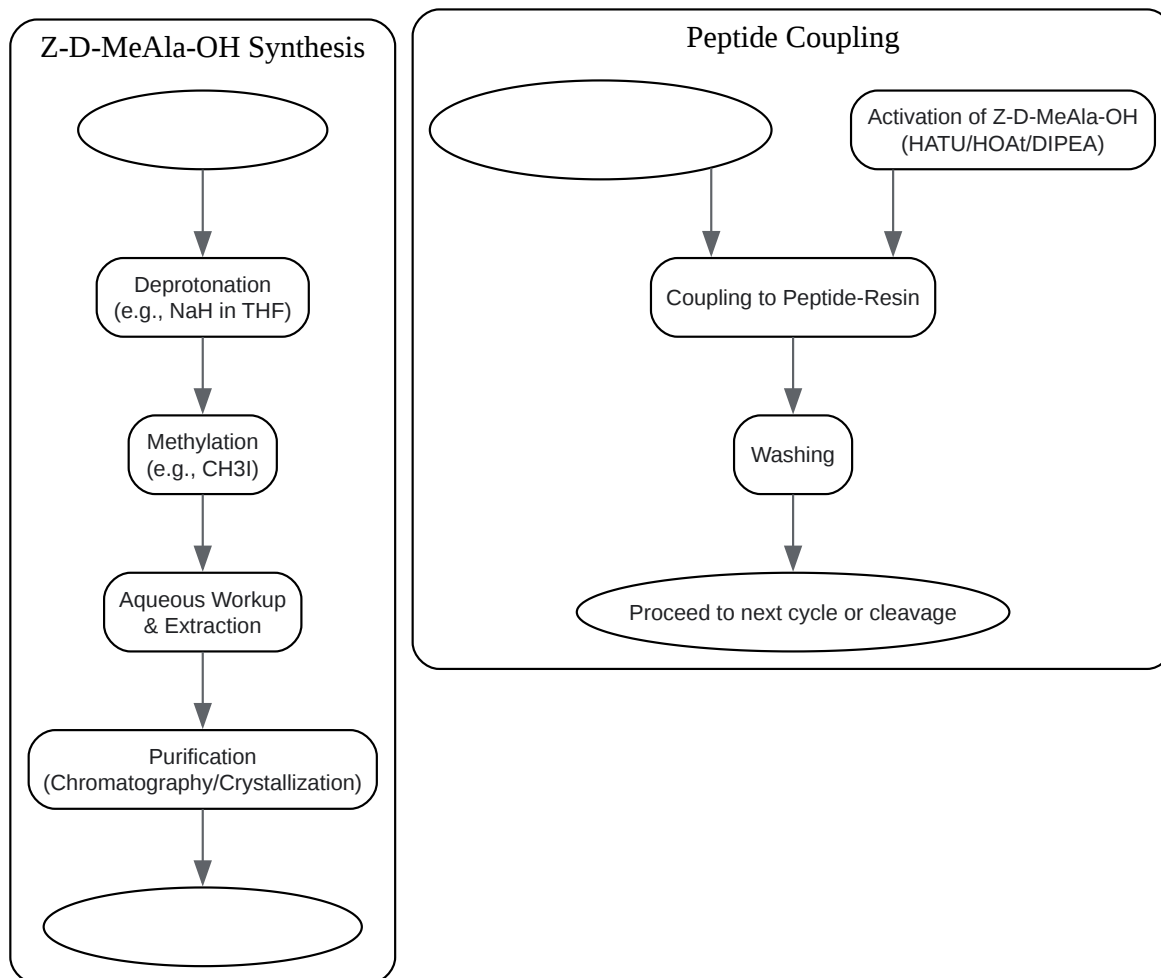 Z-D-MeAla-OH Synthesis
Deprotonation
(e.g., NaH in THF)
Methylation
(e.g., CH3I)
Aqueous Workup
& Extraction
Purification
(Chromatography/Crystallization)
Peptide Coupling
Activation of Z-D-MeAla-OH
(HATU/HOAt/DIPEA)
Coupling to Peptide-Resin
Washing
Proceed to next cycle or cleavage